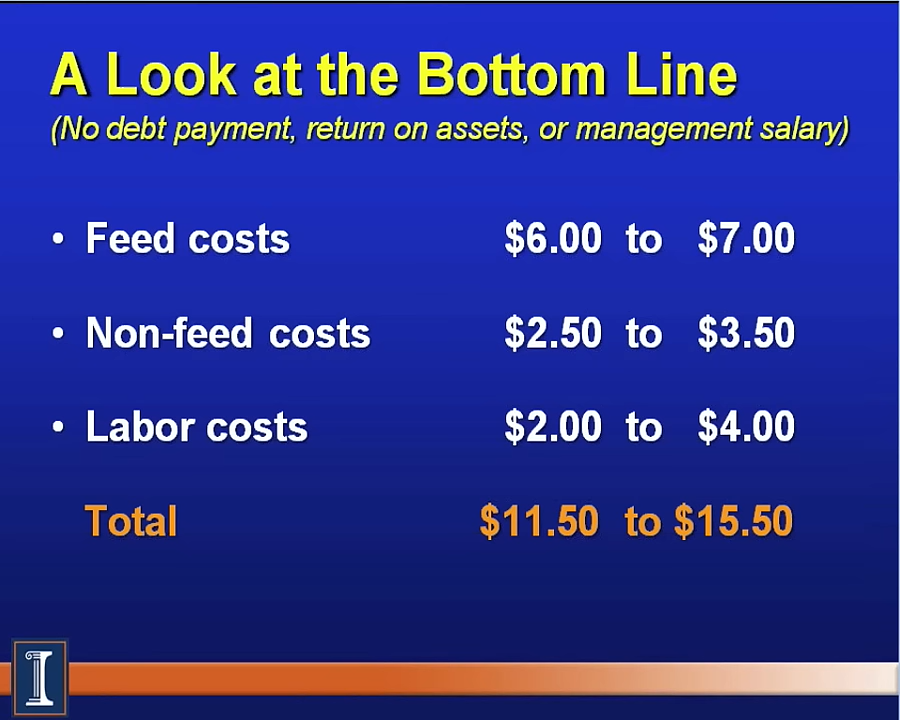 A Look at the Bottom Line
(No debt payment, return on assets, or management salary)
• Feed costs $6.00 to $7.00
• Non-feed costs $2.50 to $3.50
• Labor costs $2.00 to $4.00
Total $11.50 to $15.50
I